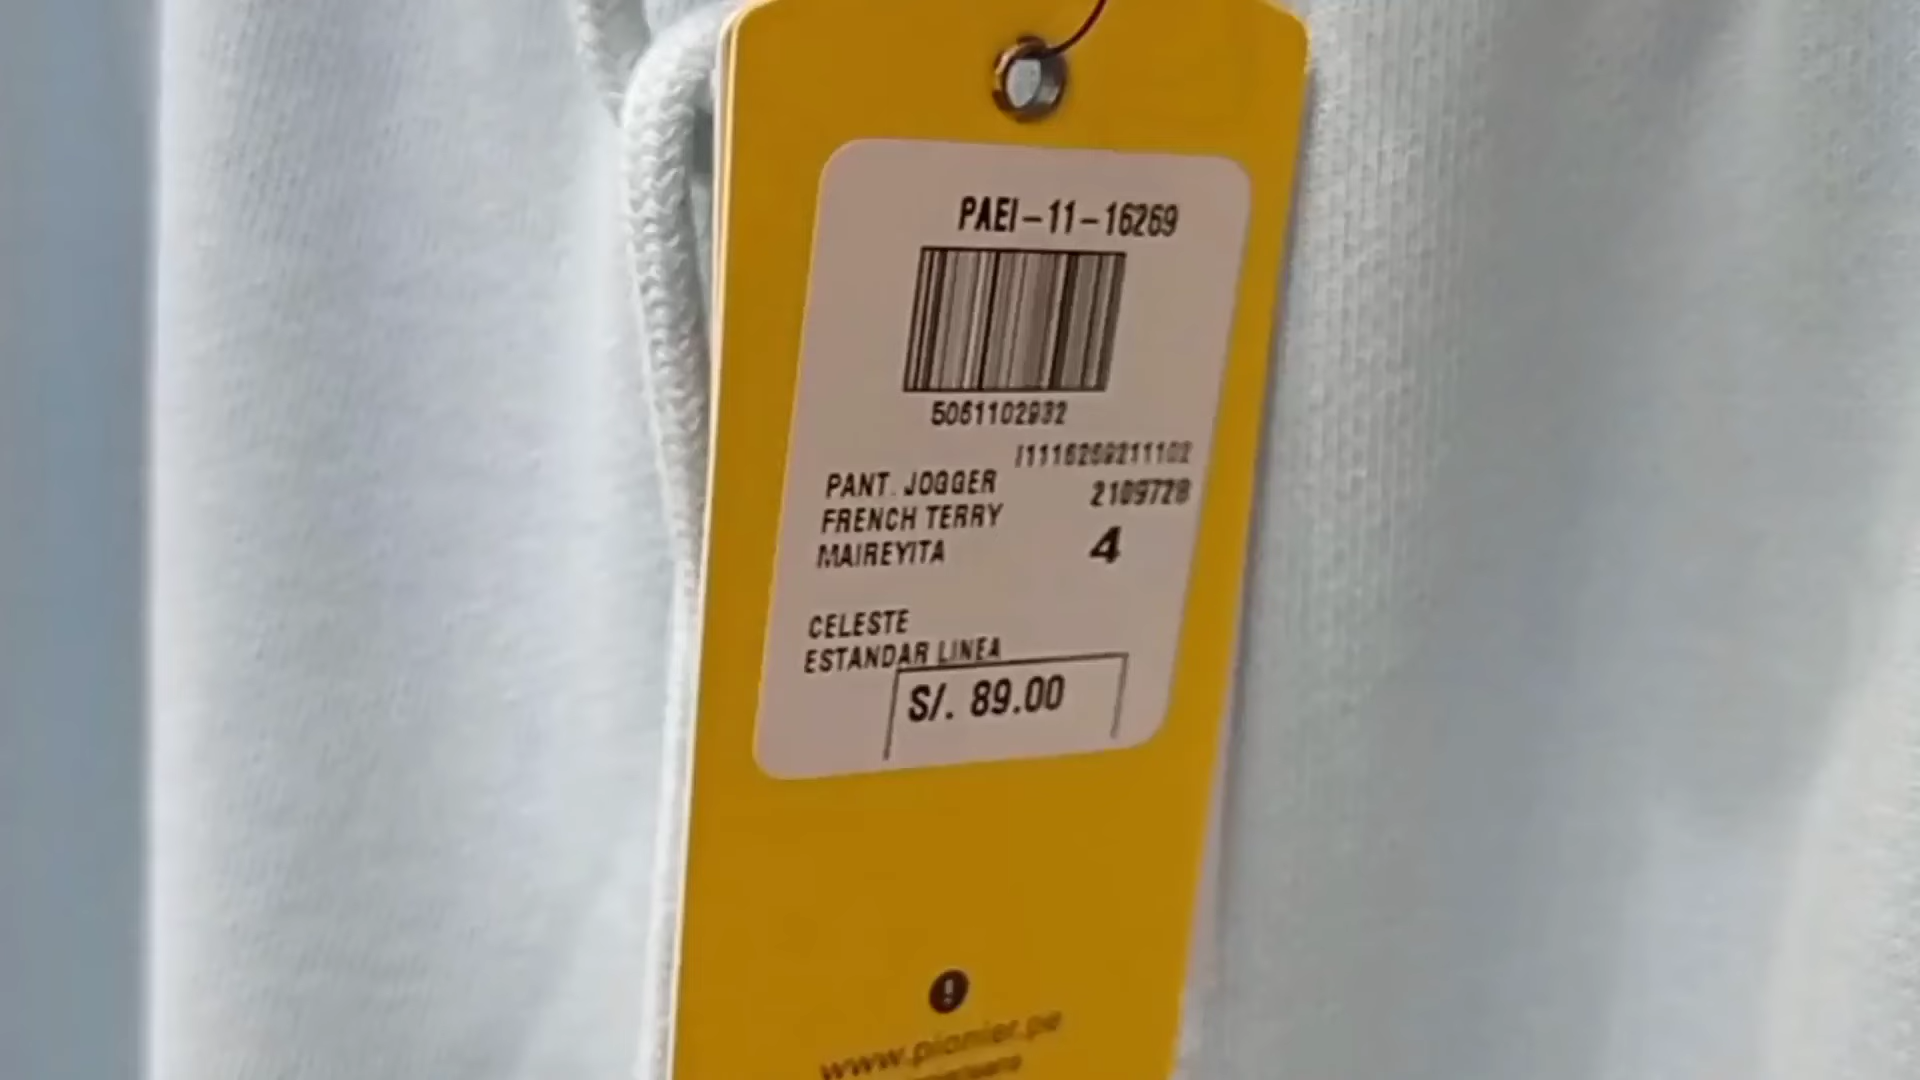 PAEI-11-16269
5061102932
I1116269211102
PANT. JOGGER
2109728
FRENCH TERRY
MAIREYITA
4
CELESTE
ESTANDAR LINEA
S/. 89.00
www.pionier.pe